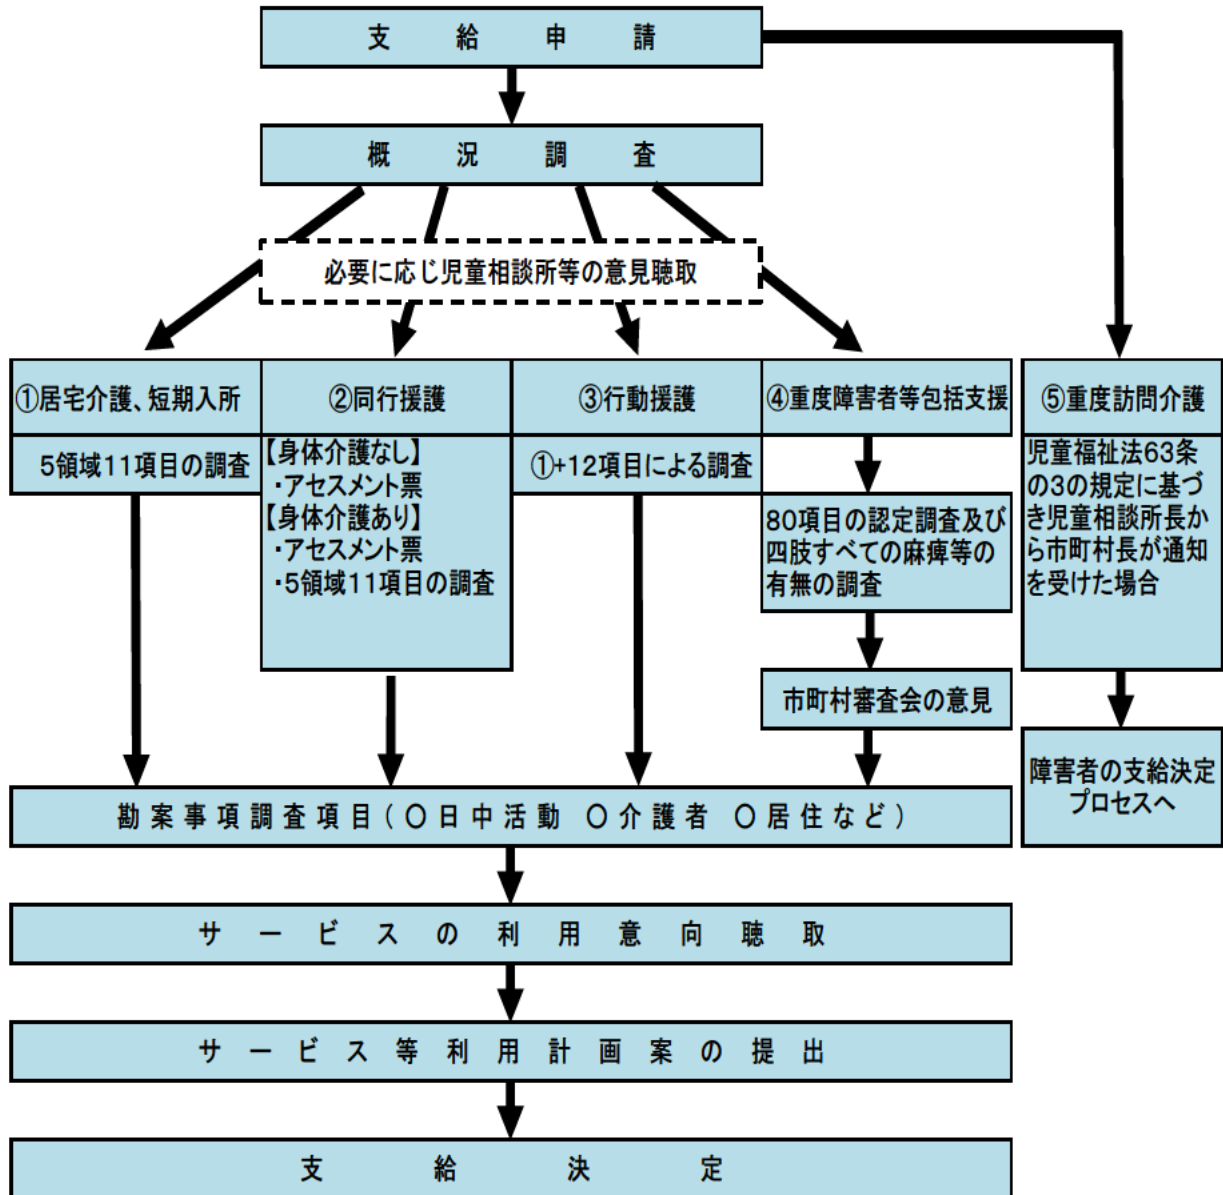 支給申請
概況調査
必要に応じ児童相談所等の意見聴取
①居宅介護、短期入所
5領域11項目の調査
②同行援護
【身体介護なし】
・アセスメント票
【身体介護あり】
・アセスメント票
・5領域11項目の調査
③行動援護
①+12項目による調査
④重度障害者等包括支援
80項目の認定調査及び
四肢すべての麻痺等の
有無の調査
市町村審査会の意見
⑤重度訪問介護
児童福祉法63条
の3の規定に基づ
き児童相談所長か
ら市町村長が通知
を受けた場合
障害者の支給決定
プロセスへ
勘案事項調査項目(〇日中活動 〇介護者 〇居住など)
サービスの利用意向聴取
サービス等利用計画案の提出
支給決定